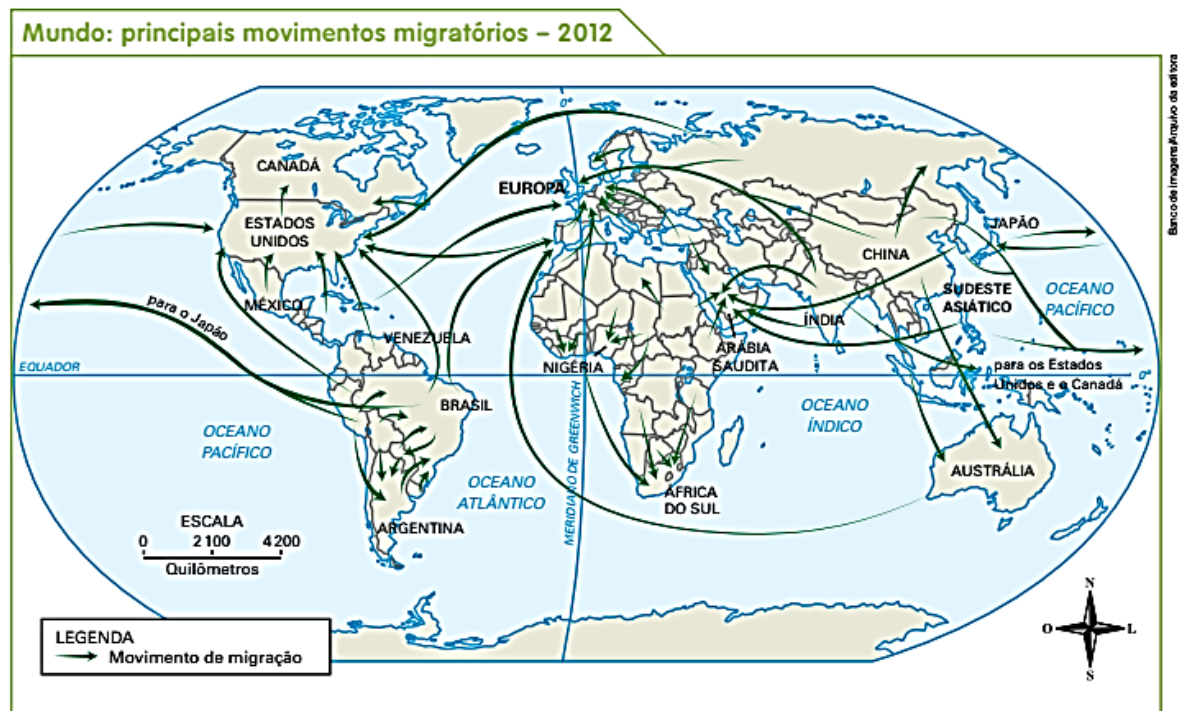 Mundo: principais movimentos migratórios – 2012
Banco de imagens/Arquivo da editora
0°
CANADÁ
EUROPA
ESTADOS
UNIDOS
JAPÃO
CHINA
MÉXICO
SUDESTE
ASIÁTICO
OCEANO
PACÍFICO
para o Japão
ÍNDIA
VENEZUELA
ARÁBIA
SAUDITA
NIGÉRIA
EQUADOR
para os Estados
Unidos e o Canadá
0°
BRASIL
OCEANO
ÍNDICO
OCEANO
PACÍFICO
MERIDIANO DE GREENWICH
AUSTRÁLIA
OCEANO
ATLÂNTICO
ÁFRICA
DO SUL
ARGENTINA
ESCALA
0 2 100 4 200
Quilômetros
N
O L
S
LEGENDA
Movimento de migração